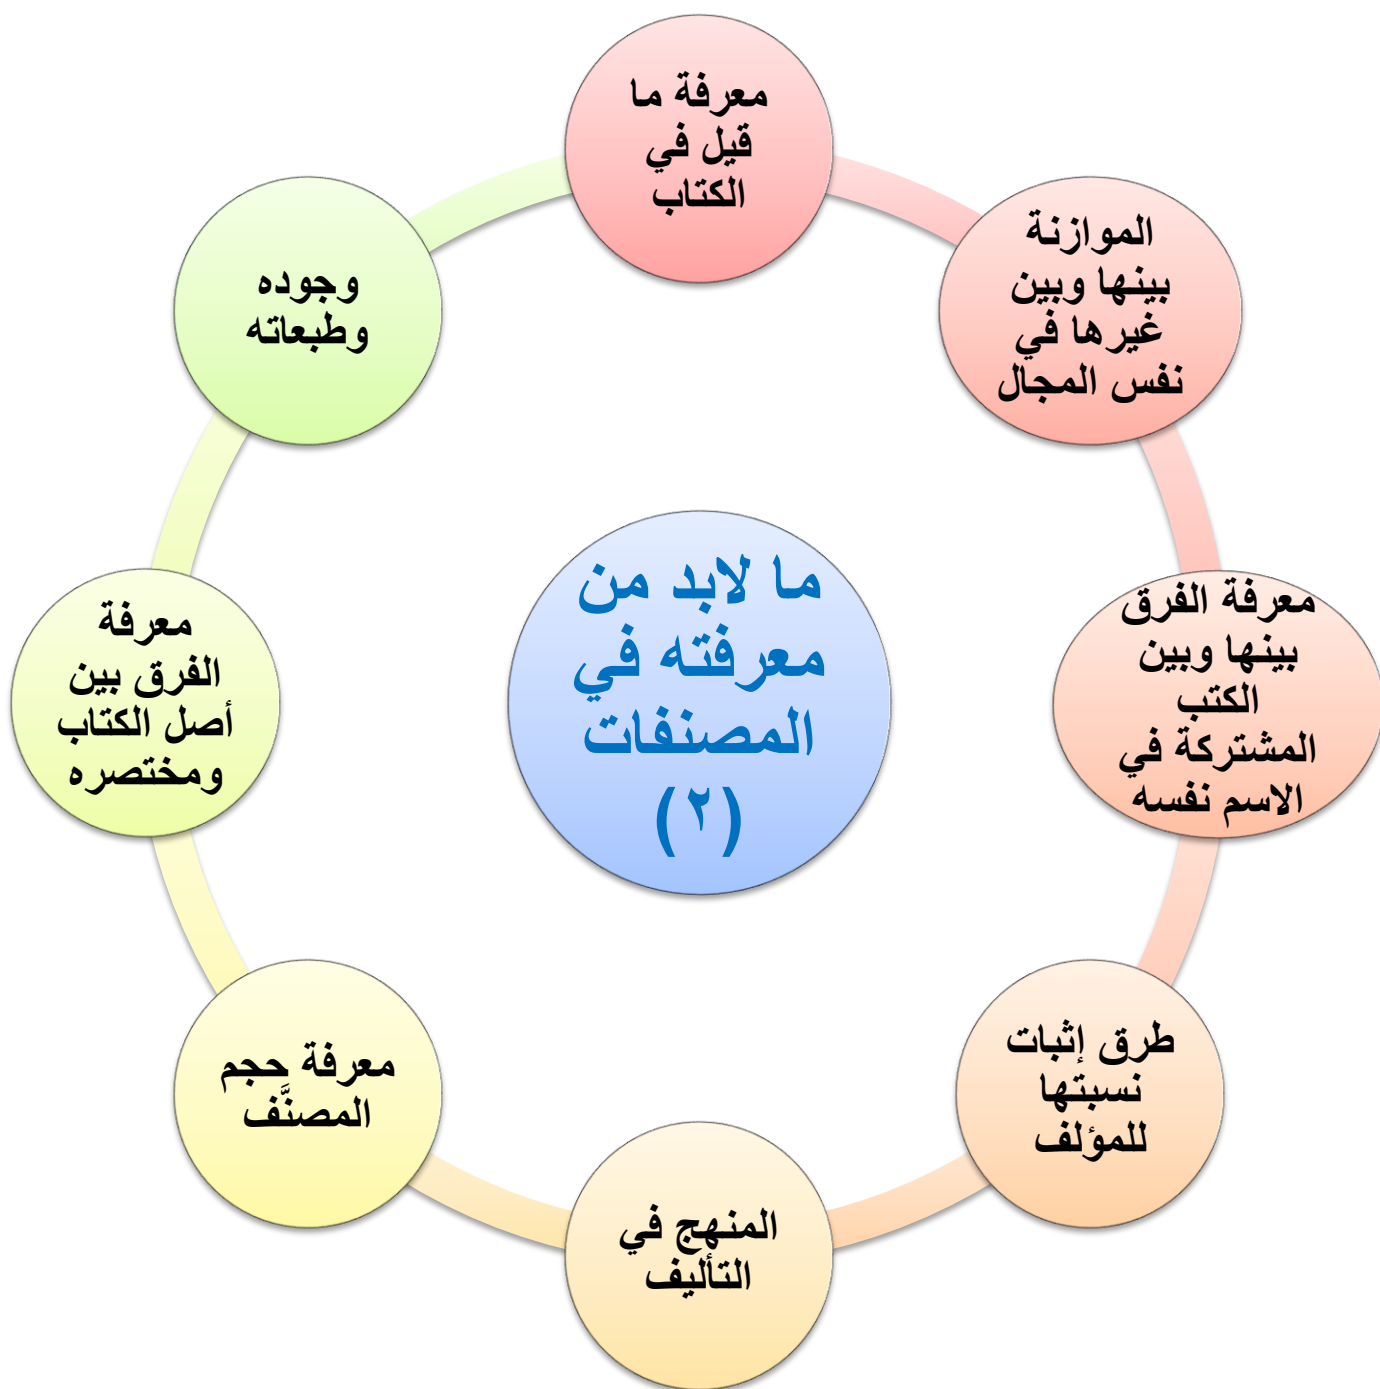 معرفة ما
قيل في
الكتاب
الموازنة
بينها وبين
غيرها في
نفس المجال
معرفة الفرق
بينها وبين
الكتب
المشتركة في
الاسم نفسه
طرق إثبات
نسبتها
للمؤلف
المنهج في
التأليف
معرفة حجم
المصنَّف
معرفة
الفرق بين
أصل الكتاب
ومختصره
وجوده
وطبعاته
ما لابد من
معرفته في
المصنفات
(٢)